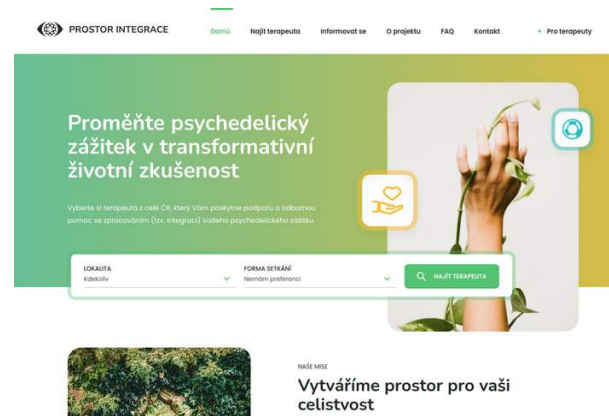 PROSTOR INTEGRACE
Domů
Najít terapeuta
Informovat se
O projektu
FAQ
Kontakt
Pro terapeuty
Proměňte psychedelický
zážitek v transformativní
životní zkušenost
Vyberte si terapeuta z celé ČR, který Vám poskytne podporu a odbornou
pomoc se zpracováním (tzv. integrací) Vašeho psychedelického zážitku.
LOKALITA
Kdekoliv
FORMA SETKÁNÍ
Nemám preferenci
NAJÍT TERAPEUTA
NAŠE MISE
Vytváříme prostor pro vaši
celistvost